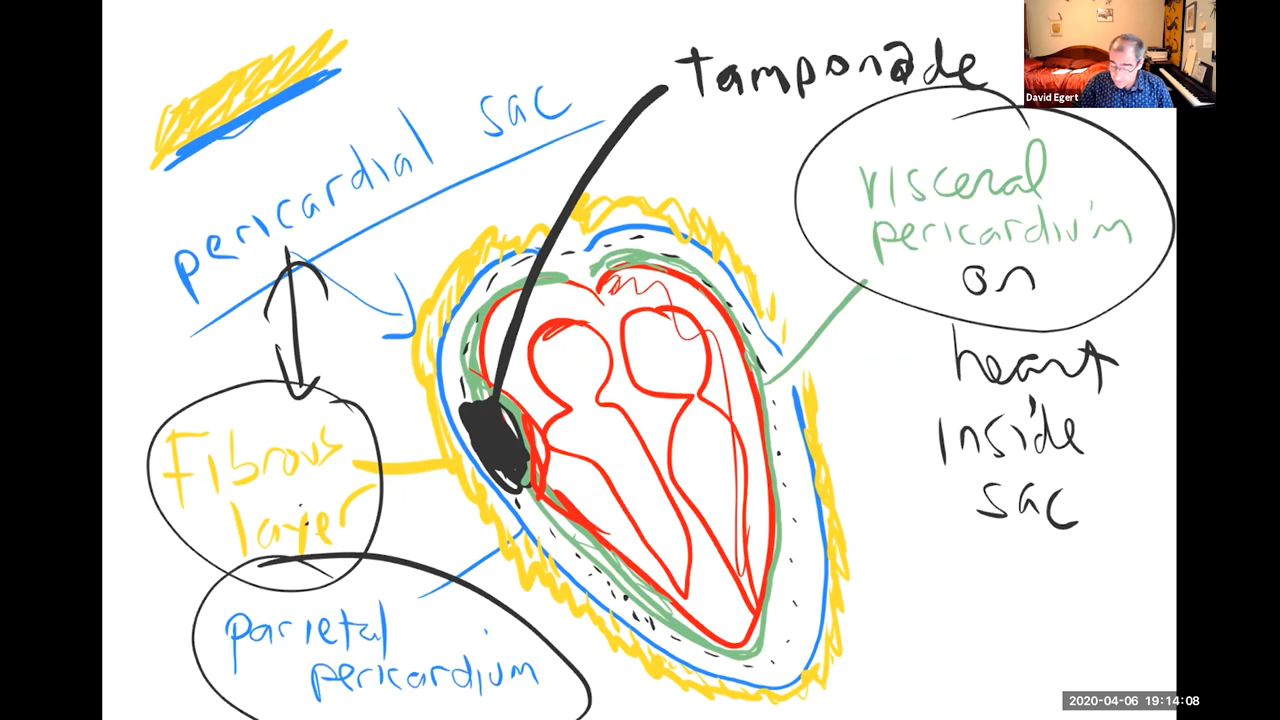 tamponade
David Egert
pericardial sac
visceral
pericardium
on
heart
inside
sac
Fibrous
layer
parietal
pericardium
2020-04-06 19:14:08